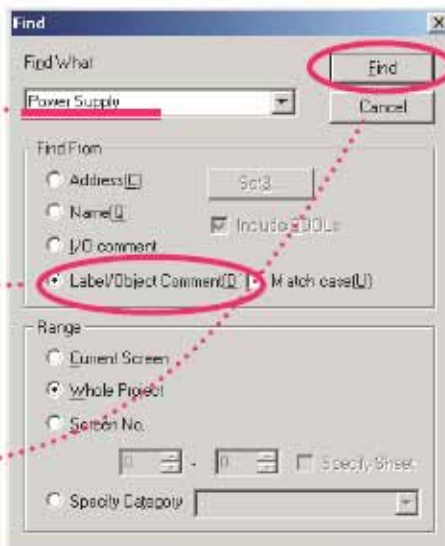 Find
Find What
Find
Power Supply
Cancel
Find From
Address
Name
Include
I/O comment
Label/Object Comment Match case(U)
Range
Current Screen
Whole Project
Screen No.
0 - 0 Specify Sheet
Specify Category